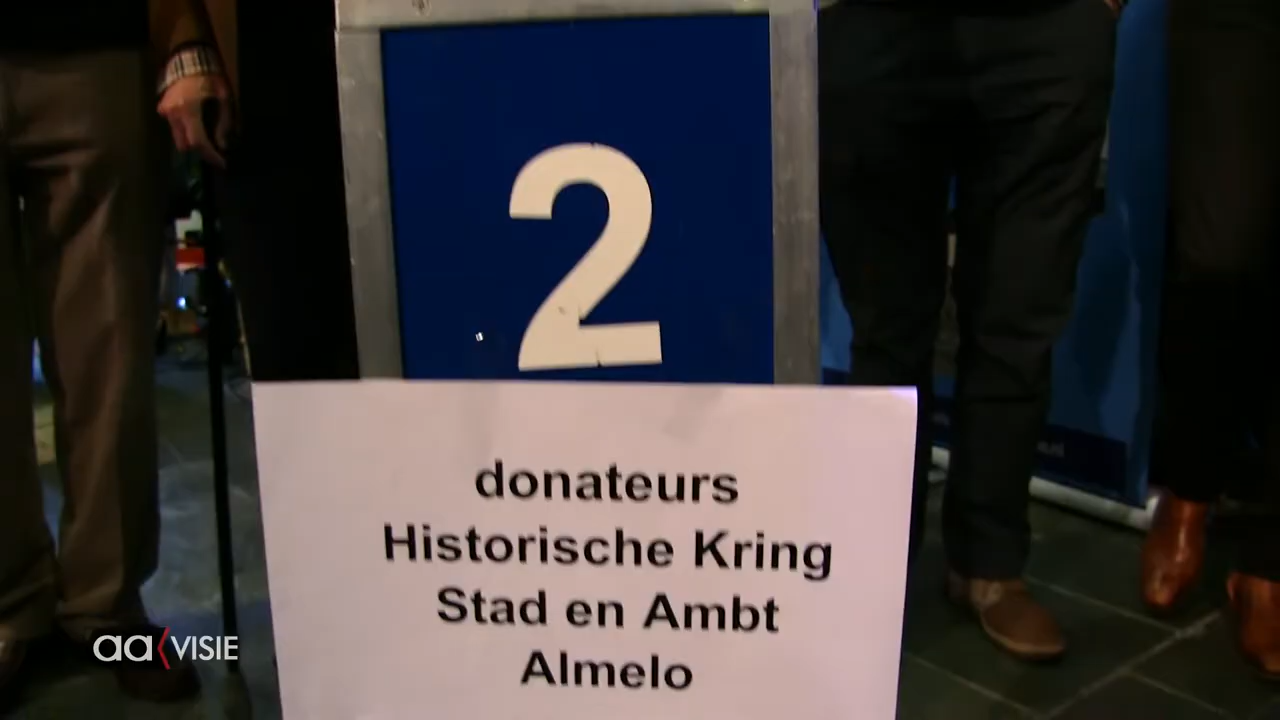 2
donateurs
Historische Kring
Stad en Ambt
Almelo
aa VISIE